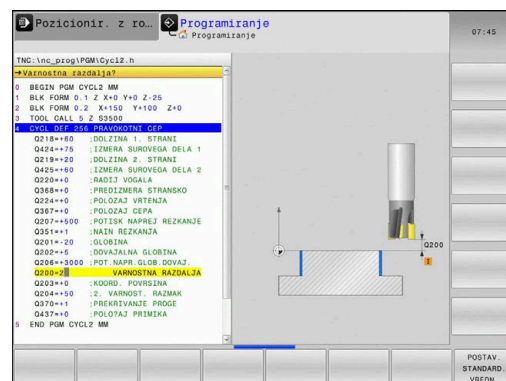 Pozicionir. z ro…
Programiranje
Programiranje
07:45
TNC:\nc_prog\PGM\Cycl2.h
→Varnostna razdalja?
0 BEGIN PGM CYCL2 MM
1 BLK FORM 0.1 Z X+0 Y+0 Z-25
2 BLK FORM 0.2 X+150 Y+100 Z+0
3 TOOL CALL 5 Z S3500
4 CYCL DEF 256 PRAVOKOTNI CEP
Q218=+60 ;DOLZINA 1. STRANI
Q424=+75 ;IZMERA SUROVEGA DELA 1
Q219=+20 ;DOLZINA 2. STRANI
Q425=+60 ;IZMERA SUROVEGA DELA 2
Q220=+0 ;RADIJ VOGALA
Q368=+0 ;PREDIZMERA STRANSKO
Q224=+0 ;POLOZAJ VRTENJA
Q367=+0 ;POLOZAJ CEPA
Q207=+500 ;POTISK NAPREJ REZKANJE
Q351=+1 ;NAIN REZKANJA
Q201=-20 ;GLOBINA
Q202=+5 ;DOVAJALNA GLOBINA
Q206=+3000 ;POT.NAPR.GLOB.DOVAJ.
Q200=2 VARNOSTNA RAZDALJA
Q203=+0 ;KOORD. POVRSINA
Q204=+50 ;2. VARNOST. RAZMAK
Q370=+1 ;PREKRIVANJE PROGE
Q437=+0 ;POLO?AJ PRIMIKA
5 END PGM CYCL2 MM
Q200
POSTAV.
STANDARD.
VREDN.